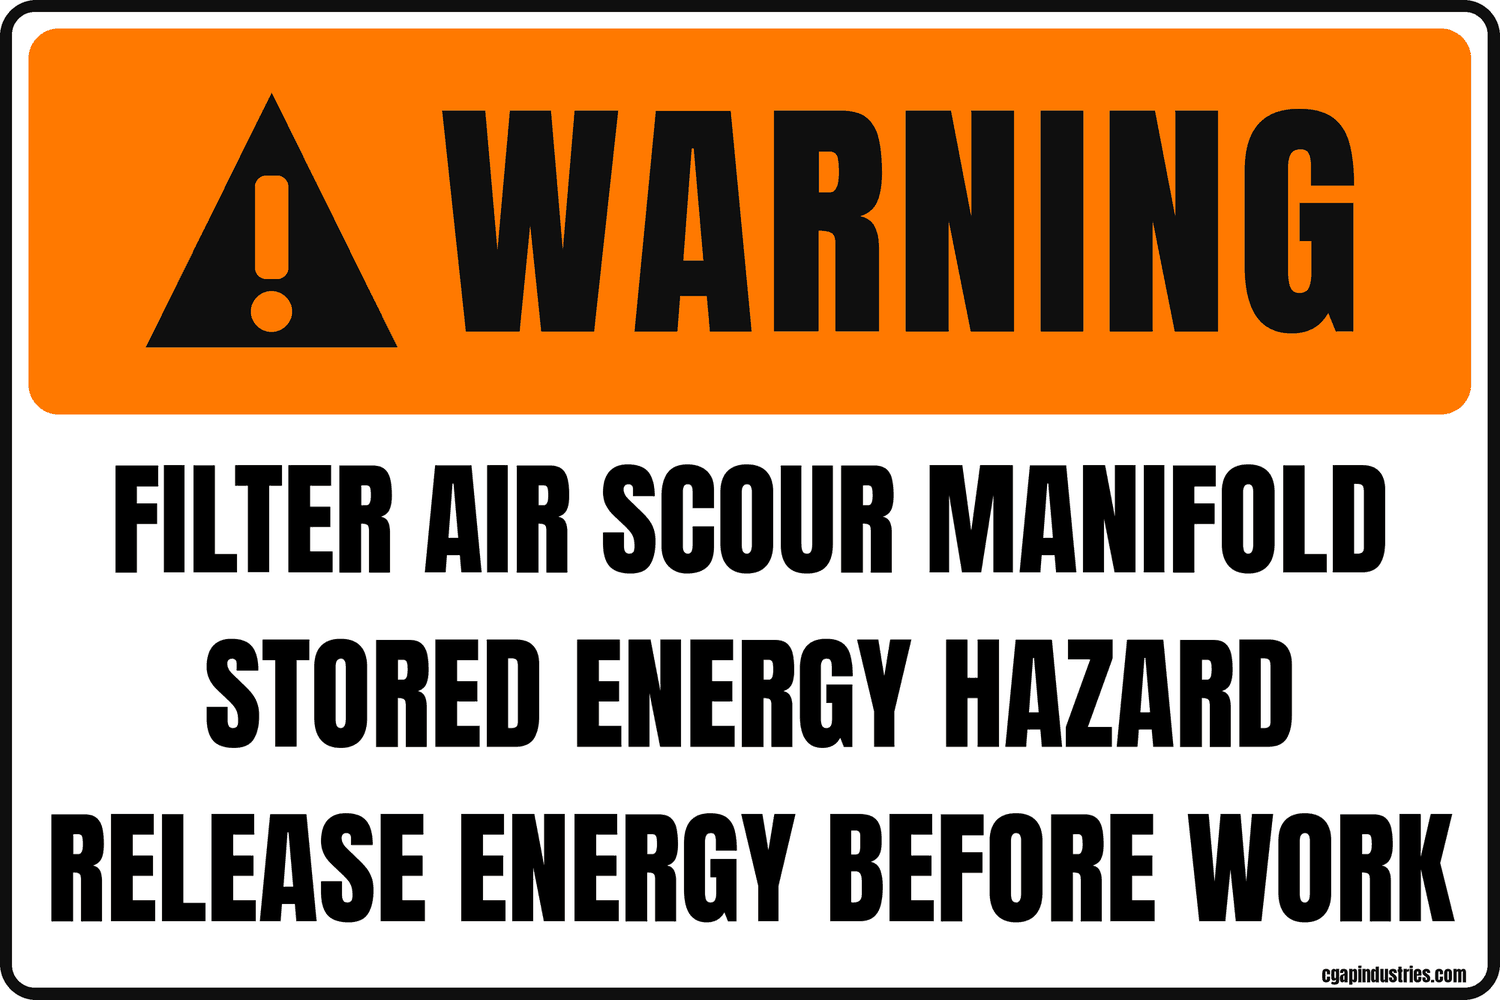 WARNING
FILTER AIR SCOUR MANIFOLD
STORED ENERGY HAZARD
RELEASE ENERGY BEFORE WORK
cgapindustries.com